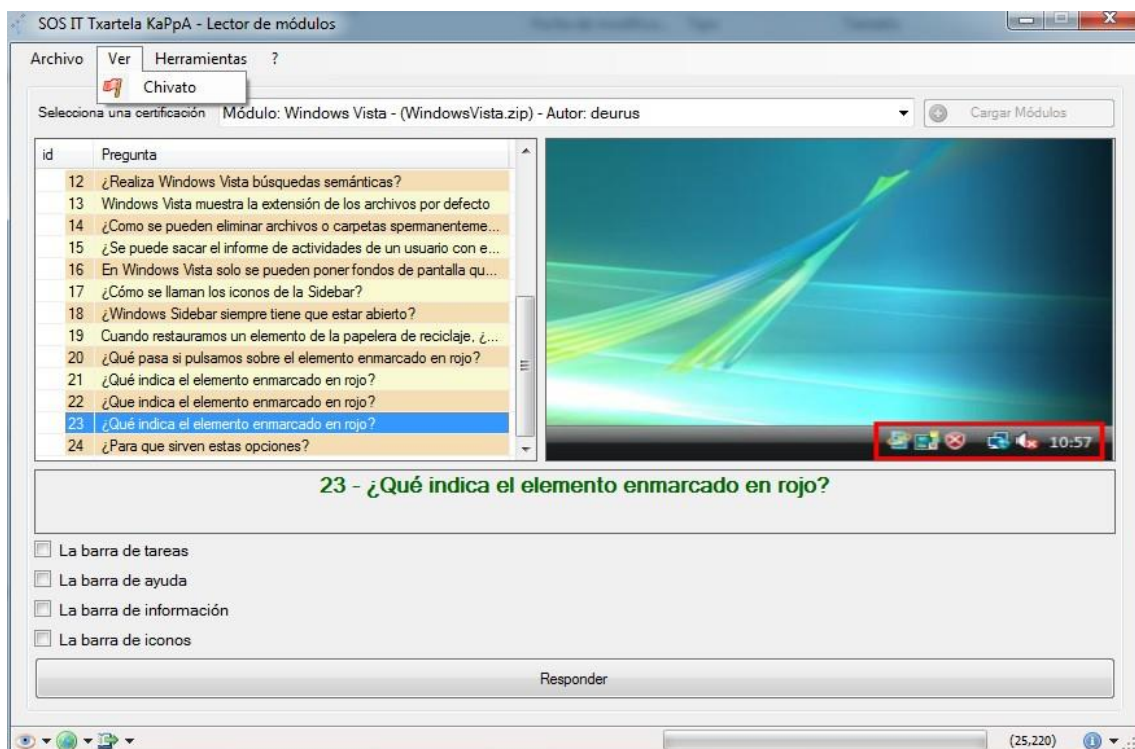 SOS IT Txartela KaPpA - Lector de módulos
Archivo Ver Herramientas ?
Chivato
Selecciona una certificación Módulo: Windows Vista - (WindowsVista.zip) - Autor: deurus Cargar Módulos
id Pregunta
12 ¿Realiza Windows Vista búsquedas semánticas?
13 Windows Vista muestra la extensión de los archivos por defecto
14 ¿Como se pueden eliminar archivos o carpetas spermanenteme...
15 ¿Se puede sacar el informe de actividades de un usuario con e...
16 En Windows Vista solo se pueden poner fondos de pantalla qu...
17 ¿Cómo se llaman los iconos de la Sidebar?
18 ¿Windows Sidebar siempre tiene que estar abierto?
19 Cuando restauramos un elemento de la papelera de reciclaje, ¿...
20 ¿Qué pasa si pulsamos sobre el elemento enmarcado en rojo?
21 ¿Qué indica el elemento enmarcado en rojo?
22 ¿Que indica el elemento enmarcado en rojo?
23 ¿Qué indica el elemento enmarcado en rojo?
24 ¿Para que sirven estas opciones?
10:57
23 - ¿Qué indica el elemento enmarcado en rojo?
La barra de tareas
La barra de ayuda
La barra de información
La barra de iconos
Responder
(25,220)